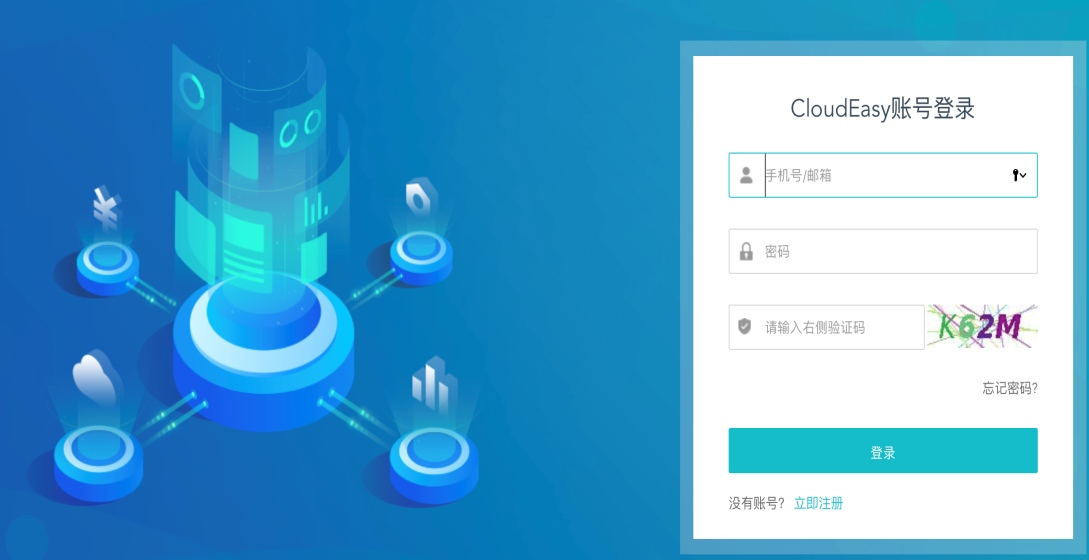 CloudEasy账号登录
手机号/邮箱
密码
请输入右侧验证码 K62M
忘记密码?
登录
没有账号? 立即注册